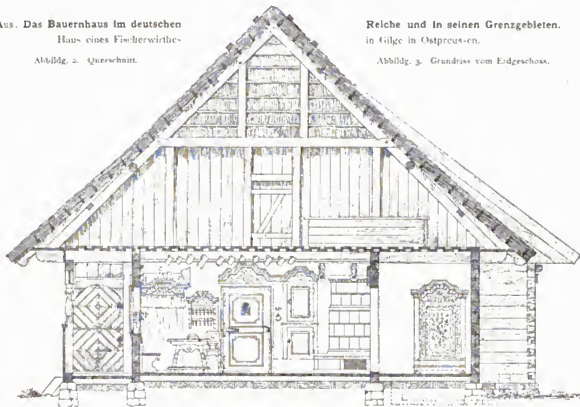 Aus. Das Bauernhaus im deutschen
Reiche und in seinen Grenzgebieten.
Haus eines Fischerwirthes
in Gilge in Ostpreussen.
Abbildg. 2. Querschnitt.
Abbildg. 3. Grundriss vom Erdgeschoss.